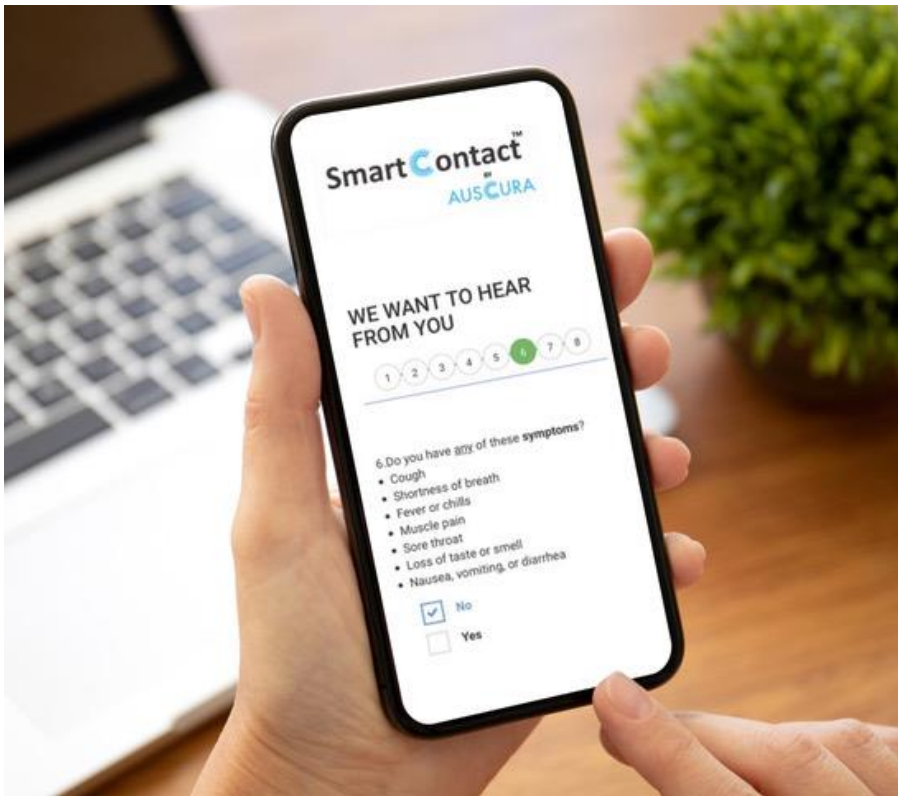 SmartContact™
BY
AUSCURA
WE WANT TO HEAR
FROM YOU
1 2 3 4 5 6 7 8
6.Do you have any of these symptoms?
• Cough
• Shortness of breath
• Fever or chills
• Muscle pain
• Sore throat
• Loss of taste or smell
• Nausea, vomiting, or diarrhea
No
Yes